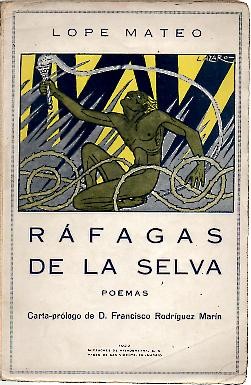 LOPE MATEO
RÁFAGAS
DE LA SELVA
POEMAS
Carta-prólogo de D. Francisco Rodríguez Marín